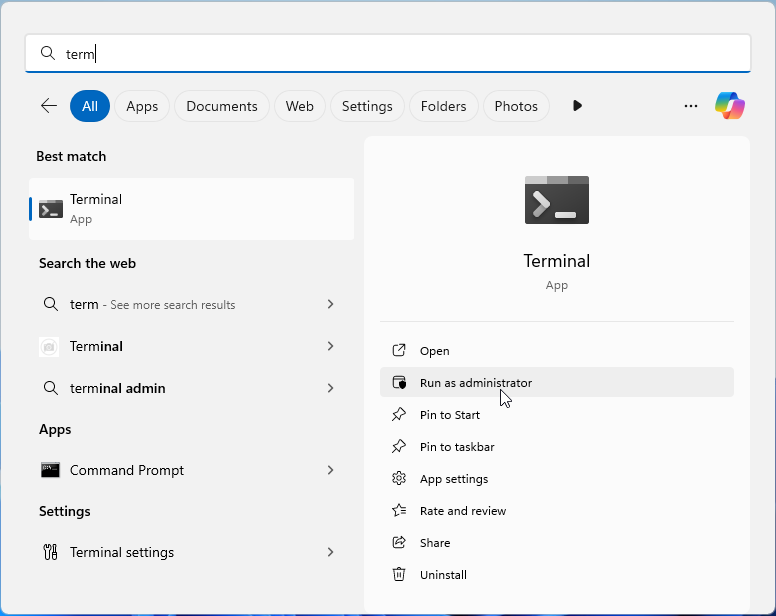 term
All
Apps
Documents
Web
Settings
Folders
Photos
Best match
Terminal
App
Search the web
term - See more search results
Terminal
terminal admin
Apps
Command Prompt
Settings
Terminal settings
Terminal
App
Open
Run as administrator
Pin to Start
Pin to taskbar
App settings
Rate and review
Share
Uninstall